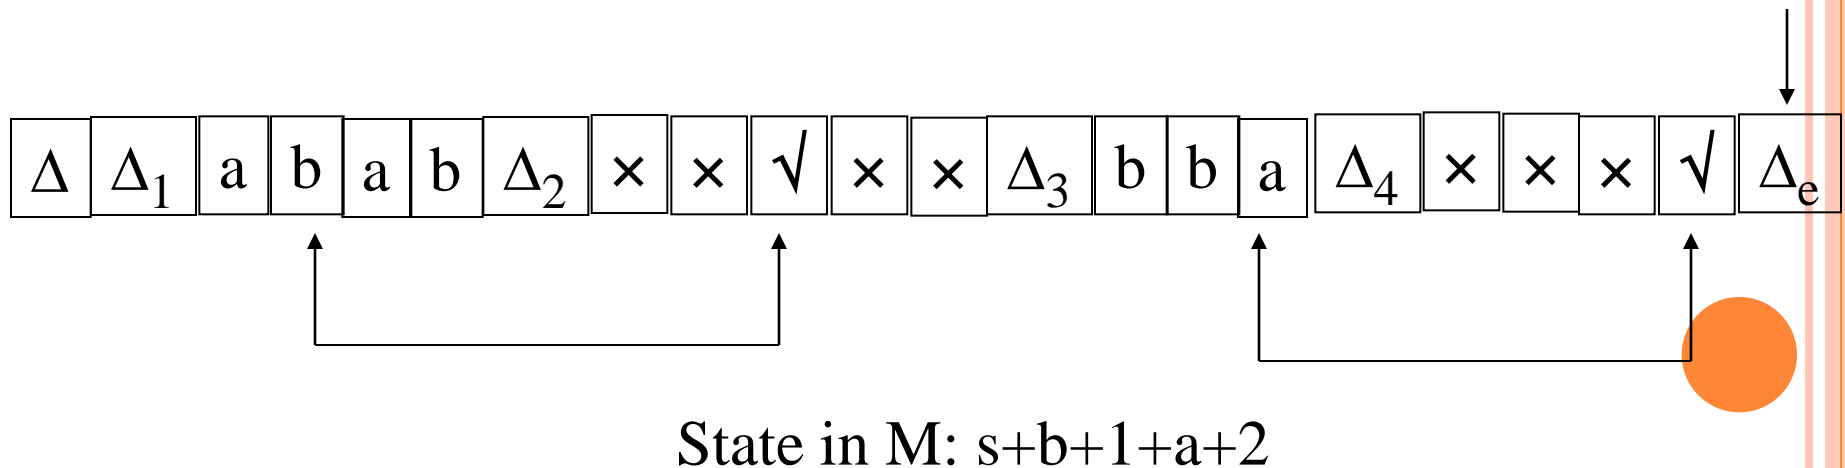 Δ Δ₁ a b a b Δ₂ × × √ × × Δ₃ b b a Δ₄ × × × √ Δₑ
State in M: s+b+1+a+2